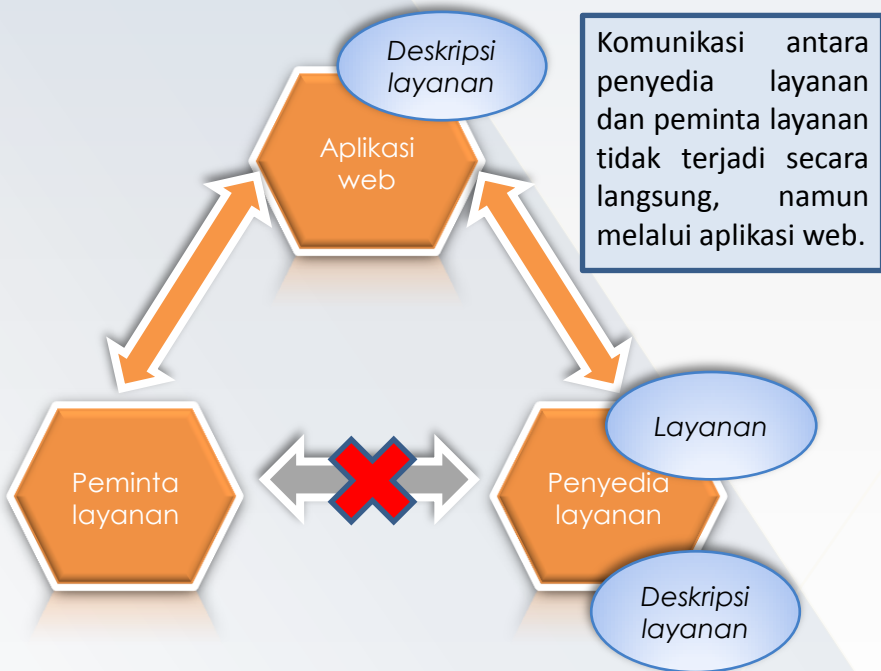 Deskripsi
layanan
Aplikasi
web
Komunikasi antara
penyedia layanan
dan peminta layanan
tidak terjadi secara
langsung, namun
melalui aplikasi web.
Layanan
Peminta
layanan
Penyedia
layanan
Deskripsi
layanan